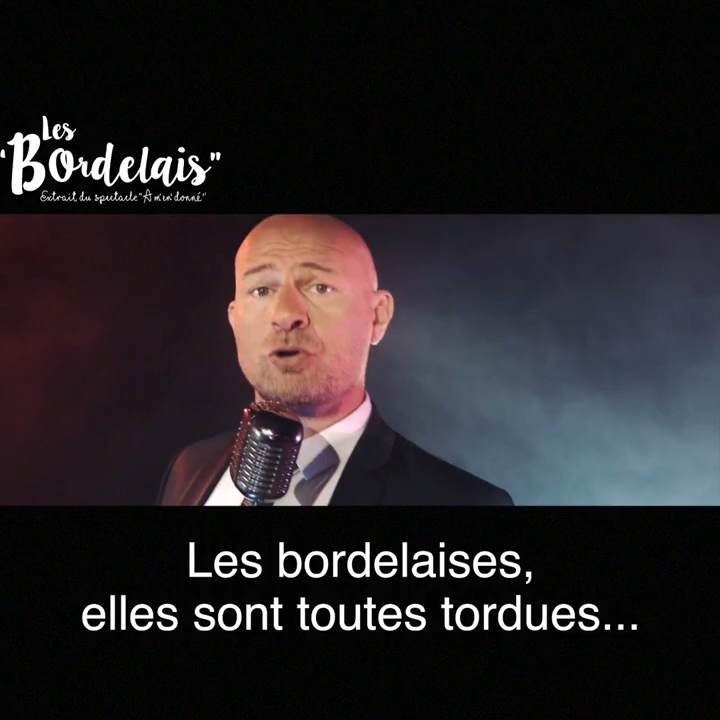 Les
"Bordelais"
Extrait du spectacle "A m'en donné"
Les bordelaises,
elles sont toutes tordues...